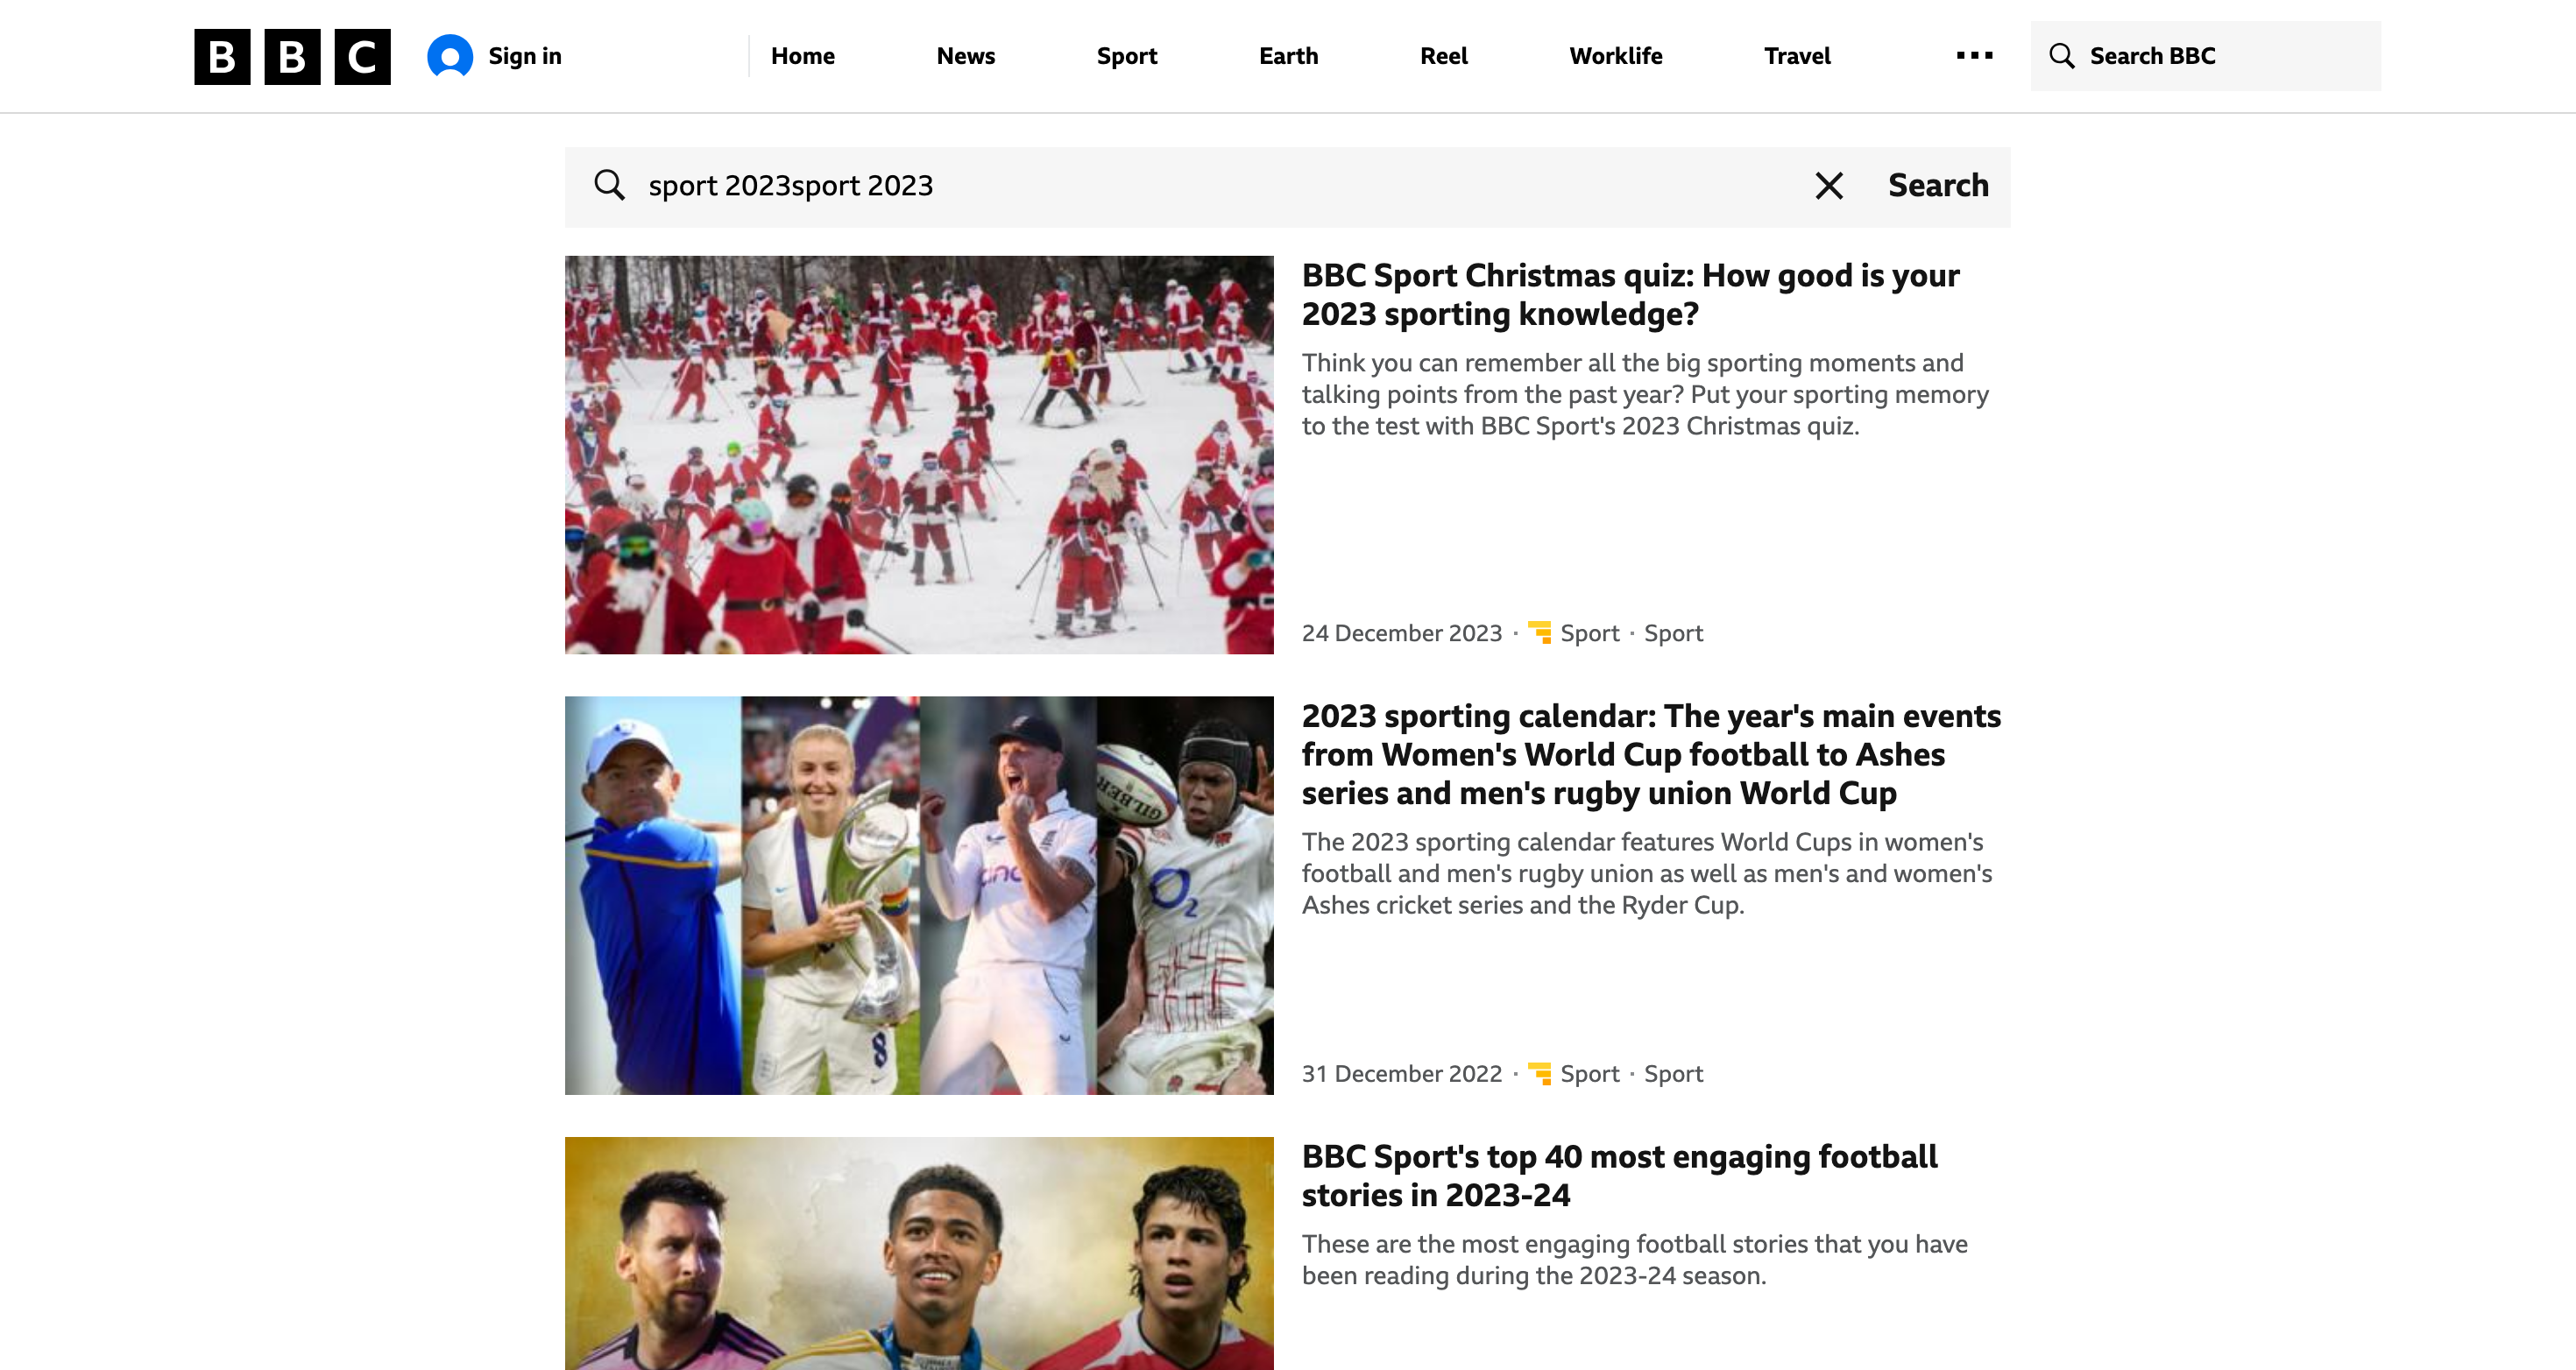 BBC Sign in Home News Sport Earth Reel Worklife Travel ... Search BBC
sport 2023sport 2023 Search
BBC Sport Christmas quiz: How good is your
2023 sporting knowledge?
Think you can remember all the big sporting moments and
talking points from the past year? Put your sporting memory
to the test with BBC Sport's 2023 Christmas quiz.
24 December 2023 · Sport · Sport
GILBER
cinc
O2
8
2023 sporting calendar: The year's main events
from Women's World Cup football to Ashes
series and men's rugby union World Cup
The 2023 sporting calendar features World Cups in women's
football and men's rugby union as well as men's and women's
Ashes cricket series and the Ryder Cup.
31 December 2022 · Sport · Sport
BBC Sport's top 40 most engaging football
stories in 2023-24
These are the most engaging football stories that you have
been reading during the 2023-24 season.